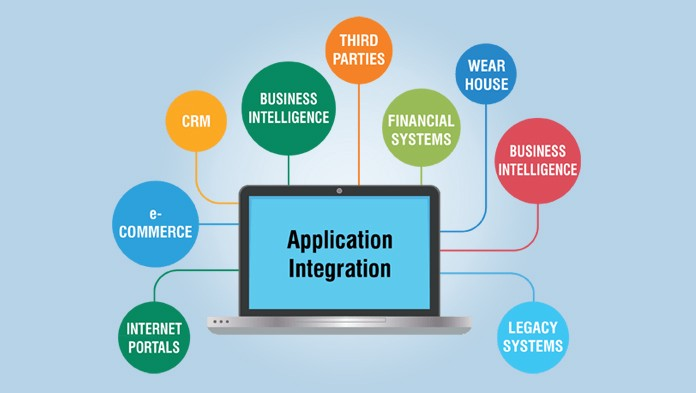 THIRD
PARTIES
WEAR
HOUSE
BUSINESS
INTELLIGENCE
CRM
FINANCIAL
SYSTEMS
BUSINESS
INTELLIGENCE
e-
COMMERCE
Application
Integration
INTERNET
PORTALS
LEGACY
SYSTEMS